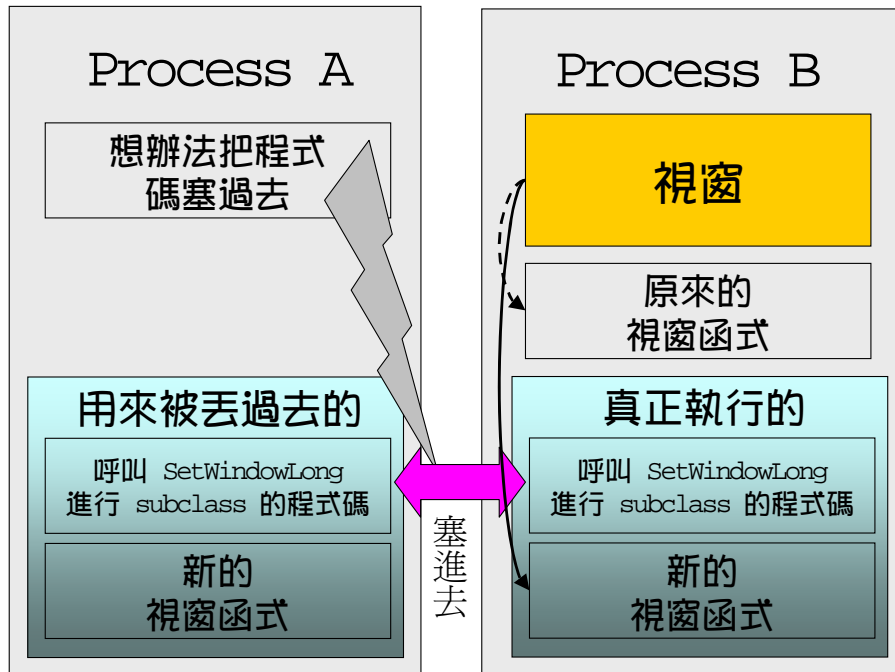 Process A
想辦法把程式
碼塞過去
用來被丟過去的
呼叫 SetWindowLong
進行 subclass 的程式碼
新的
視窗函式
塞進去
Process B
視窗
原來的
視窗函式
真正執行的
呼叫 SetWindowLong
進行 subclass 的程式碼
新的
視窗函式